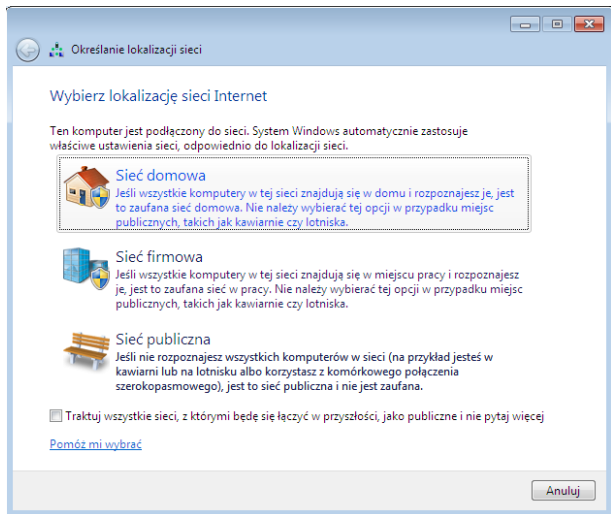 Określanie lokalizacji sieci
Wybierz lokalizację sieci Internet
Ten komputer jest podłączony do sieci. System Windows automatycznie zastosuje
właściwe ustawienia sieci, odpowiednio do lokalizacji sieci.
Sieć domowa
Jeśli wszystkie komputery w tej sieci znajdują się w domu i rozpoznajesz je, jest
to zaufana sieć domowa. Nie należy wybierać tej opcji w przypadku miejsc
publicznych, takich jak kawiarnie czy lotniska.
Sieć firmowa
Jeśli wszystkie komputery w tej sieci znajdują się w miejscu pracy i rozpoznajesz
je, jest to zaufana sieć w pracy. Nie należy wybierać tej opcji w przypadku miejsc
publicznych, takich jak kawiarnie czy lotniska.
Sieć publiczna
Jeśli nie rozpoznajesz wszystkich komputerów w sieci (na przykład jesteś w
kawiarni lub na lotnisku albo korzystasz z komórkowego połączenia
szerokopasmowego), jest to sieć publiczna i nie jest zaufana.
Traktuj wszystkie sieci, z którymi będę się łączyć w przyszłości, jako publiczne i nie pytaj więcej
Pomóż mi wybrać
Anuluj